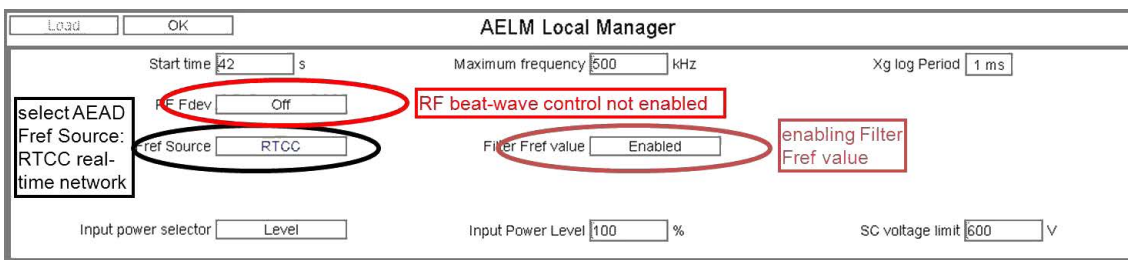 Load OK AELM Local Manager
Start time 42 s Maximum frequency 500 kHz Xg log Period 1 ms
RF Fdev Off RF beat-wave control not enabled
select AEAD
Fref Source:
RTCC real-
time network
Fref Source RTCC Filter Fref value Enabled
enabling Filter
Fref value
Input power selector Level Input Power Level 100 % SC voltage limit 600 V